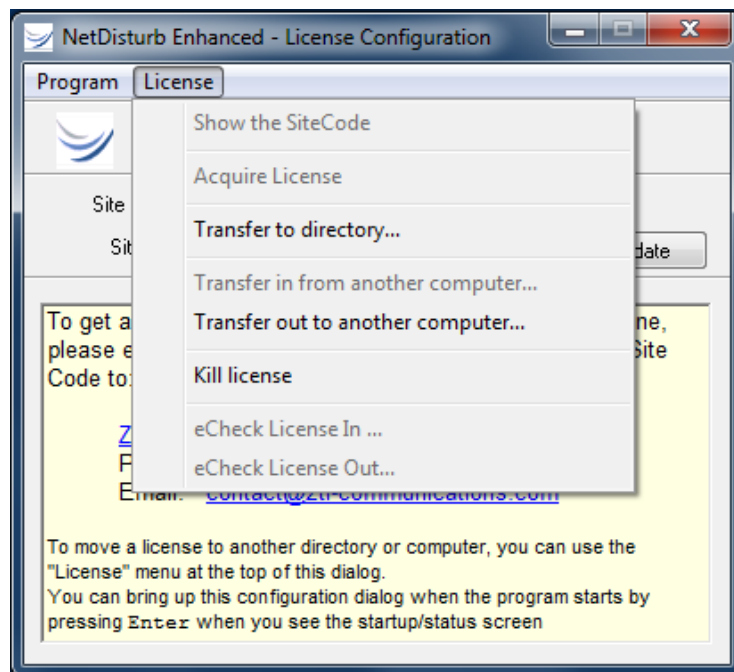 NetDisturb Enhanced - License Configuration
Program License
Show the SiteCode
Acquire License
Site
Transfer to directory...
Sit
date
Transfer in from another computer...
To get a
ne,
Transfer out to another computer...
please e
Site
Code to:
Kill license
Z
eCheck License In ...
P
eCheck License Out...
Email: contact@zti-communications.com
To move a license to another directory or computer, you can use the
"License" menu at the top of this dialog.
You can bring up this configuration dialog when the program starts by
pressing Enter when you see the startup/status screen